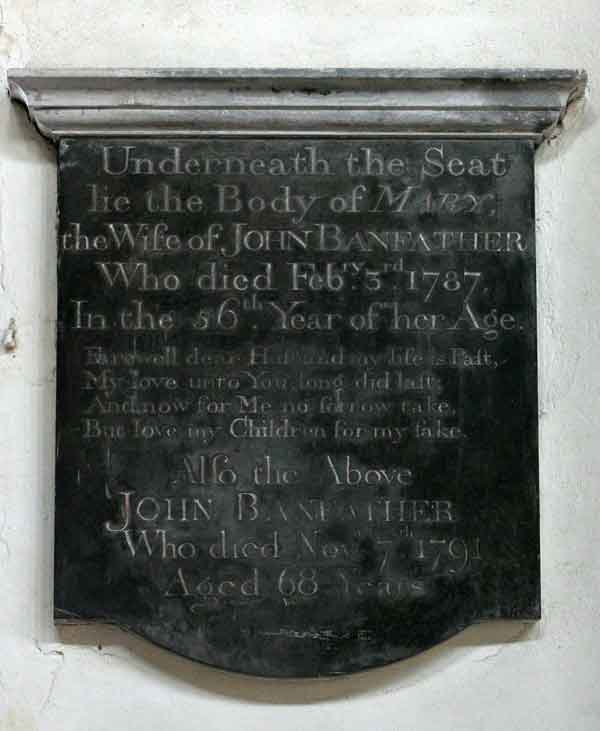 Underneath the Seat
lie the Body of MARY,
the Wife of JOHN BANFATHER
Who died Feb.ry 3rd. 1787.
In the 56th. Year of her Age.
Farewell dear Huſband my life is Paſt,
My love unto You long did laſt;
And now for Me no ſorrow take,
But love my Children for my ſake.
Alſo the Above
JOHN BANFATHER
Who died Novr. 7th 1791
Aged 68 Years